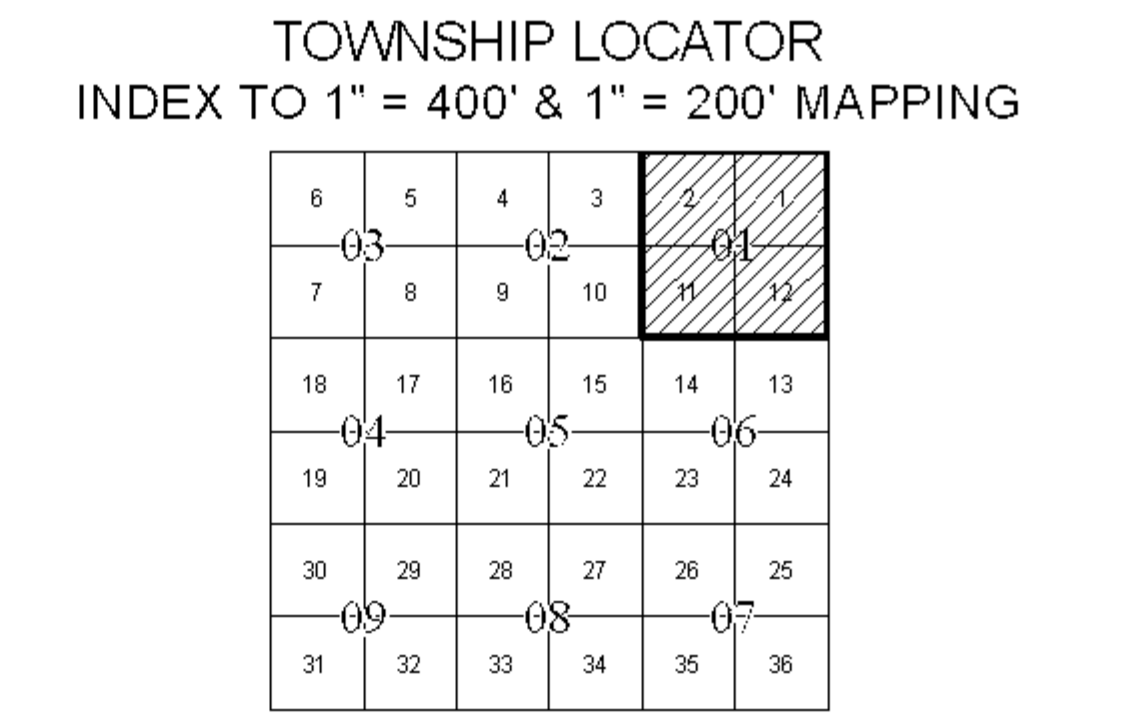 TOWNSHIP LOCATOR
INDEX TO 1" = 400' & 1" = 200' MAPPING
6 5 4 3 2 1
03 02 01
7 8 9 10 11 12
18 17 16 15 14 13
04 05 06
19 20 21 22 23 24
30 29 28 27 26 25
09 08 07
31 32 33 34 35 36